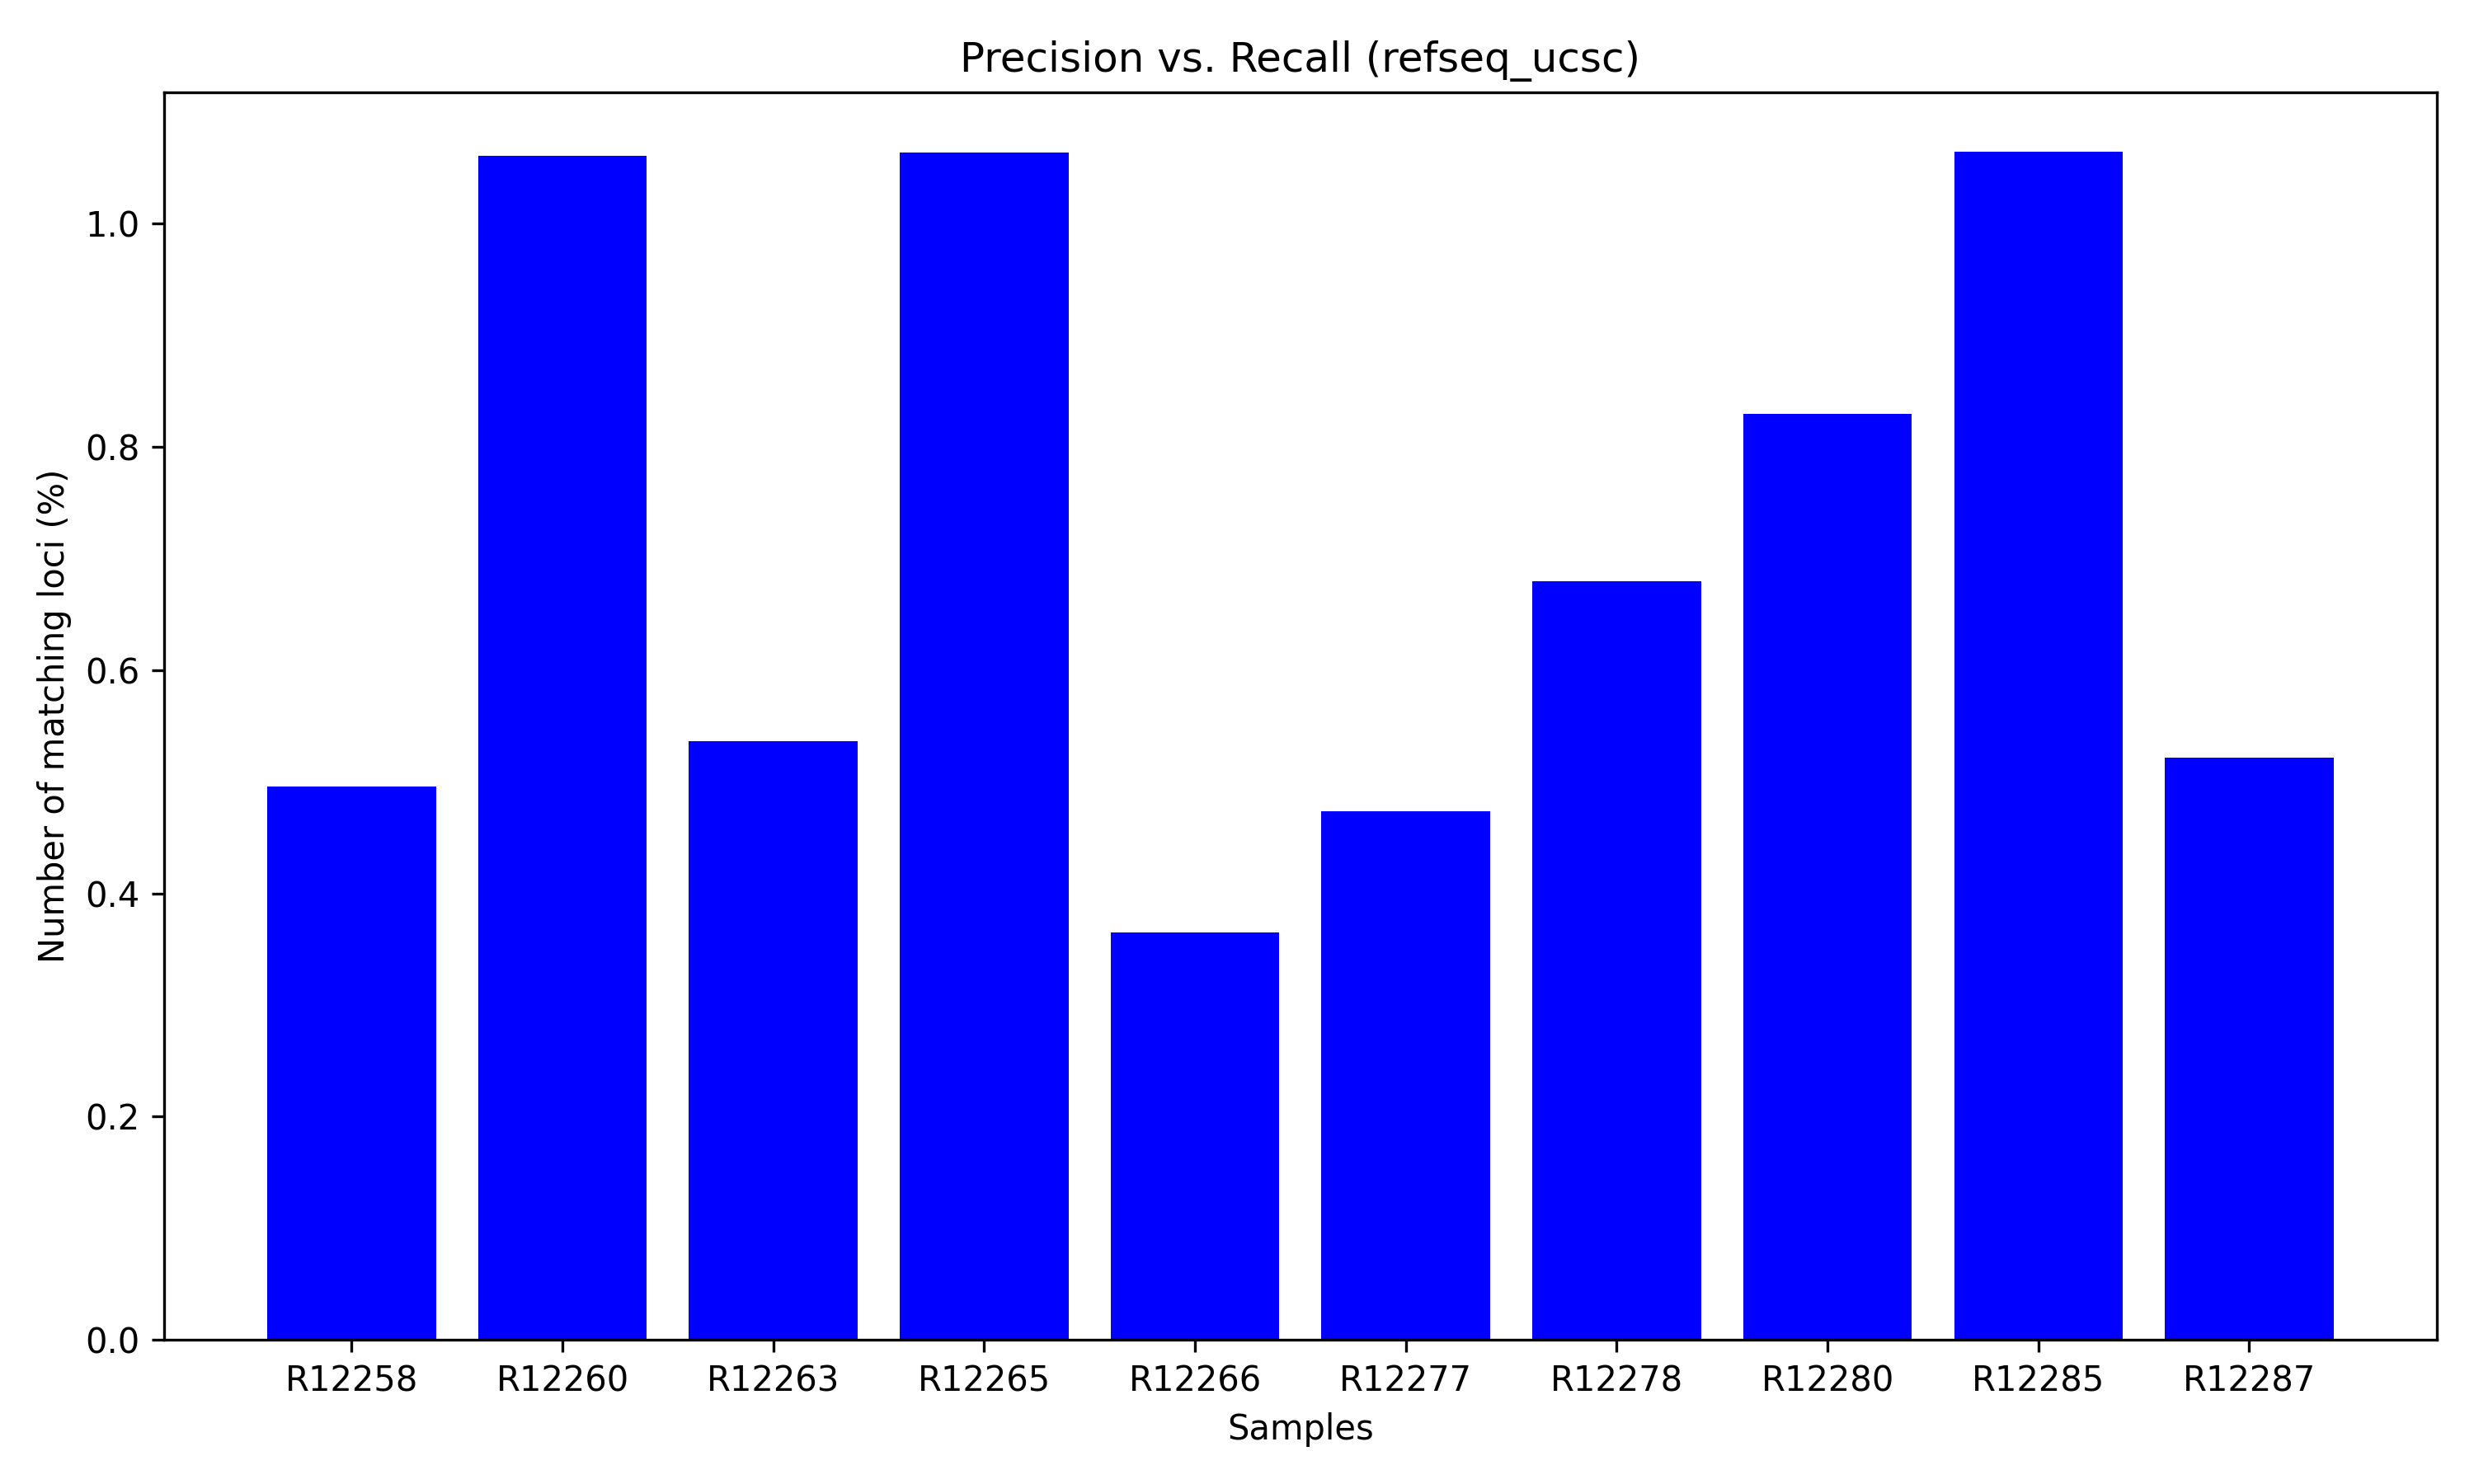 Precision vs. Recall (refseq_ucsc)
Number of matching loci (%)
1.0
0.8
0.6
0.4
0.2
0.0
R12258 R12260 R12263 R12265 R12266 R12277 R12278 R12280 R12285 R12287
Samples